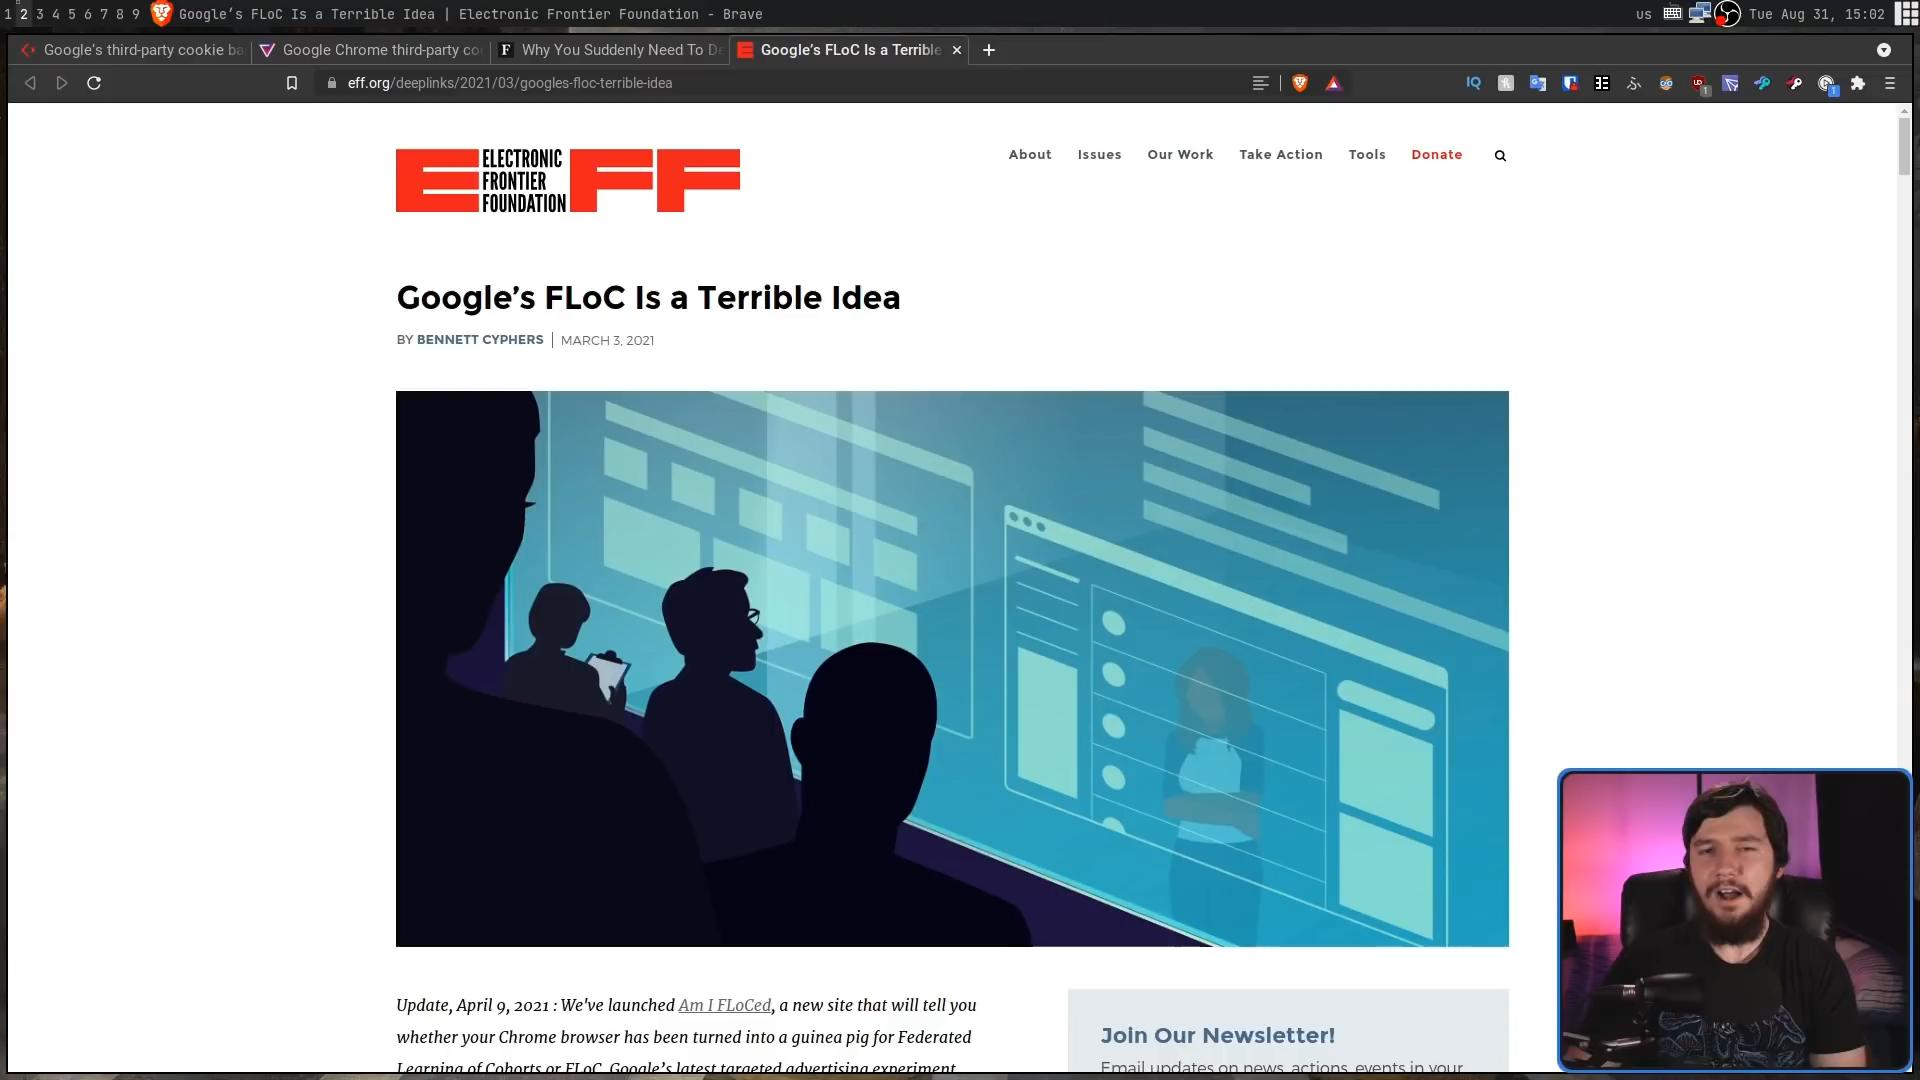 1 2 3 4 5 6 7 8 9 Google's FLoC Is a Terrible Idea | Electronic Frontier Foundation - Brave us Tue Aug 31, 15:02
Google's third-party cookie ba Google Chrome third-party co Why You Suddenly Need To De Google's FLoC Is a Terrible
eff.org/deeplinks/2021/03/googles-floc-terrible-idea
ELECTRONIC
FRONTIER
FOUNDATION
EFF
About Issues Our Work Take Action Tools Donate
Google's FLoC Is a Terrible Idea
BY BENNETT CYPHERS | MARCH 3, 2021
Update, April 9, 2021 : We've launched Am I FLoCed, a new site that will tell you
whether your Chrome browser has been turned into a guinea pig for Federated
Learning of Cohorts or FLoC, Google's latest targeted advertising experiment.
Join Our Newsletter!
Email updates on news, actions, events in your